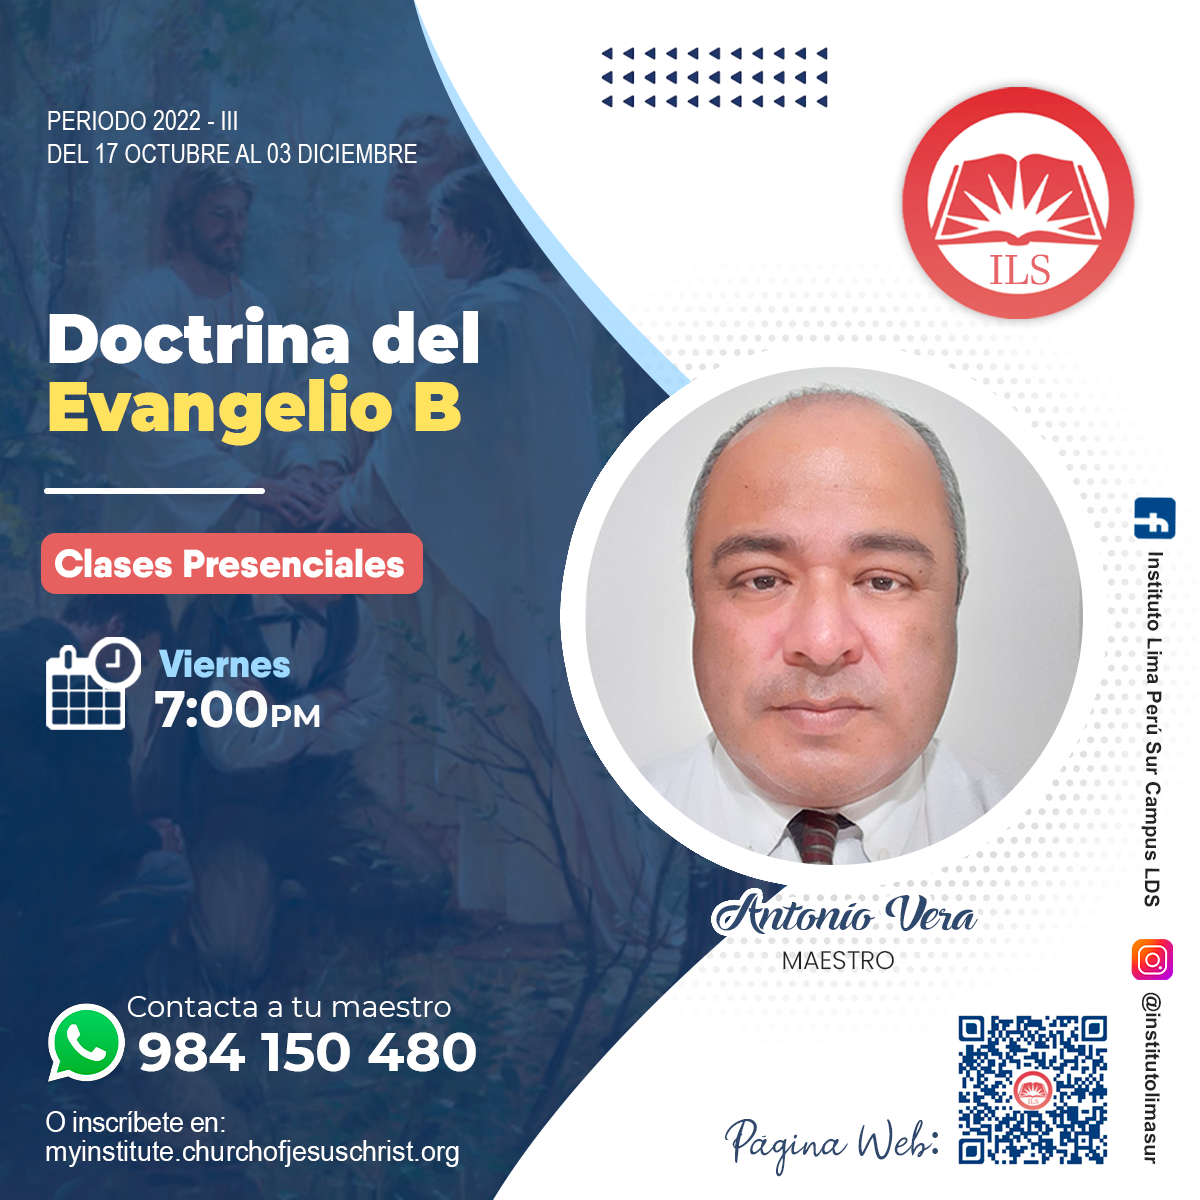 PERIODO 2022 - III
DEL 17 OCTUBRE AL 03 DICIEMBRE
ILS
Doctrina del
Evangelio B
Clases Presenciales
Viernes
7:00PM
Antonio Vera
MAESTRO
Instituto Lima Perú Sur Campus LDS
@institutolimasur
Contacta a tu maestro
984 150 480
O inscríbete en:
myinstitute.churchofjesuschrist.org
Página Web:
ILS